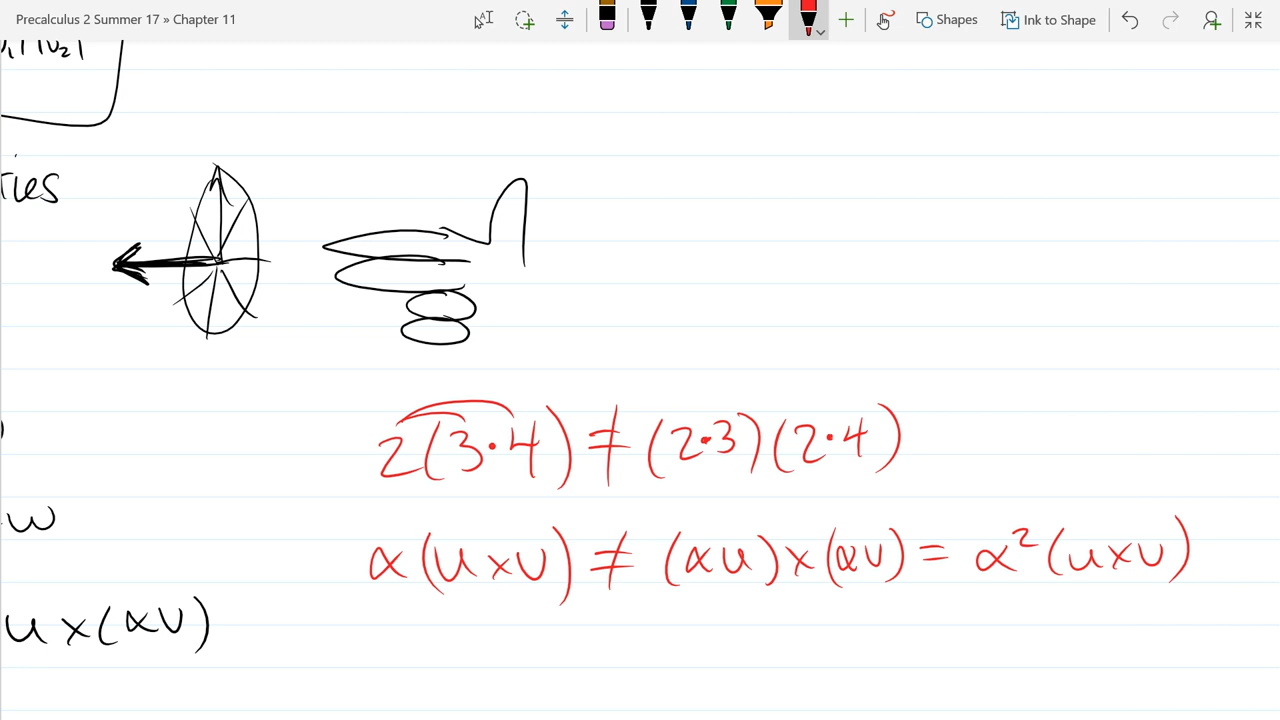 Precalculus 2 Summer 17 » Chapter 11
Shapes
Ink to Shape
ties
2(3·4) ≠ (2·3)(2·4)
w
α(u×v) ≠ (αu)×(αv) = α²(u×v)
u×(αv)